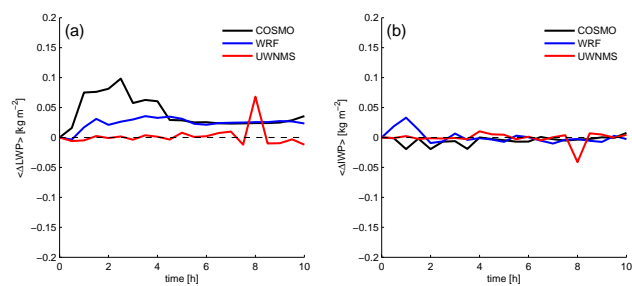 (a)
COSMO
WRF
UWNMS
0.2
0.15
0.1
0.05
0
−0.05
−0.1
−0.15
−0.2
<ΔLWP> [kg m−2]
0 2 4 6 8 10
time [h]
(b)
COSMO
WRF
UWNMS
0.2
0.15
0.1
0.05
0
−0.05
−0.1
−0.15
−0.2
<ΔIWP> [kg m−2]
0 2 4 6 8 10
time [h]